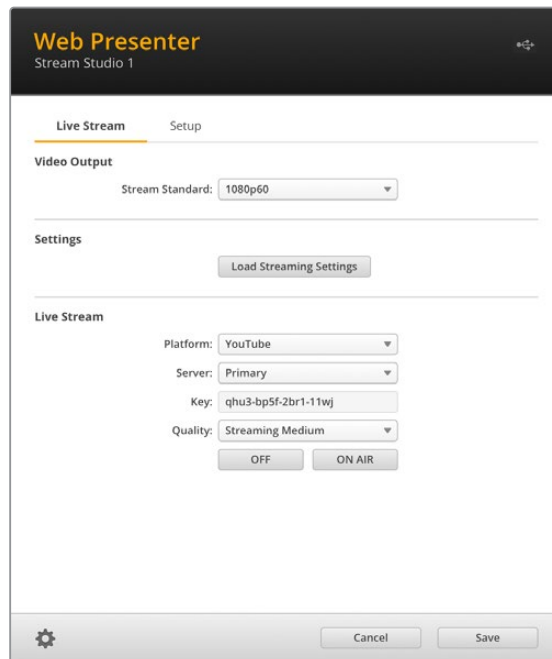 Web Presenter
Stream Studio 1
Live Stream Setup
Video Output
Stream Standard: 1080p60
Settings
Load Streaming Settings
Live Stream
Platform: YouTube
Server: Primary
Key: qhu3-bp5f-2br1-11wj
Quality: Streaming Medium
OFF ON AIR
Cancel Save